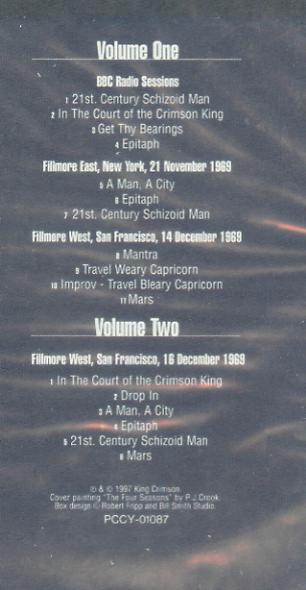 Volume One
BBC Radio Sessions
1 21st. Century Schizoid Man
2 In The Court of the Crimson King
3 Get Thy Bearings
4 Epitaph
Fillmore East, New York, 21 November 1969
5 A Man, A City
6 Epitaph
7 21st. Century Schizoid Man
Fillmore West, San Francisco, 14 December 1969
8 Mantra
9 Travel Weary Capricorn
10 Improv - Travel Bleary Capricorn
11 Mars
Volume Two
Fillmore West, San Francisco, 16 December 1969
1 In The Court of the Crimson King
2 Drop In
3 A Man, A City
4 Epitaph
5 21st. Century Schizoid Man
6 Mars
℗ & © 1997 King Crimson.
Cover painting "The Four Seasons" by P.J Crook.
Box design © Robert Fripp and Bill Smith Studio.
PCCY-01087